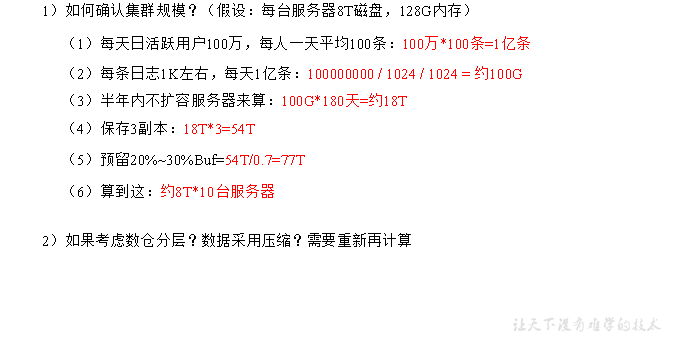 1）如何确认集群规模？（假设：每台服务器8T磁盘，128G内存）
（1）每天日活跃用户100万，每人一天平均100条：100万*100条=1亿条
（2）每条日志1K左右，每天1亿条：100000000 / 1024 / 1024 = 约100G
（3）半年内不扩容服务器来算：100G*180天=约18T
（4）保存3副本：18T*3=54T
（5）预留20%~30%Buf=54T/0.7=77T
（6）算到这：约8T*10台服务器
2）如果考虑数仓分层？数据采用压缩？需要重新再计算
让天下没有难学的技术